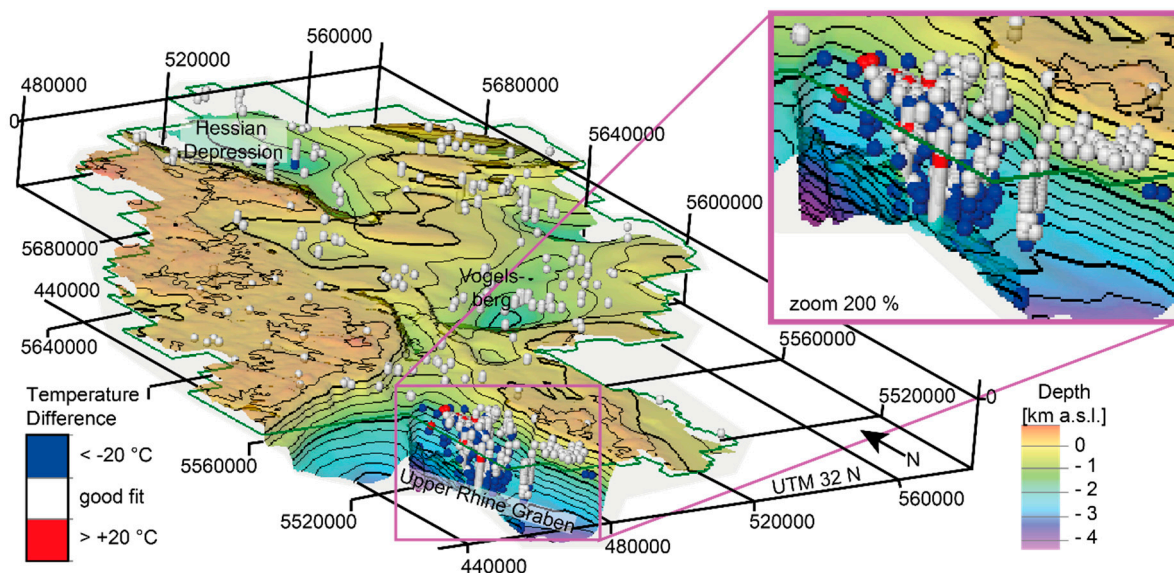 480000
520000
560000
5680000
5640000
5600000
0
Hessian
Depression
Vogels-
berg
5680000
440000
5640000
zoom 200 %
5560000
5520000
0
Temperature
Difference
< -20 °C
good fit
> +20 °C
5560000
5520000
440000
480000
520000
560000
Upper Rhine Graben
UTM 32 N
N
Depth
[km a.s.l.]
0
- 1
- 2
- 3
- 4